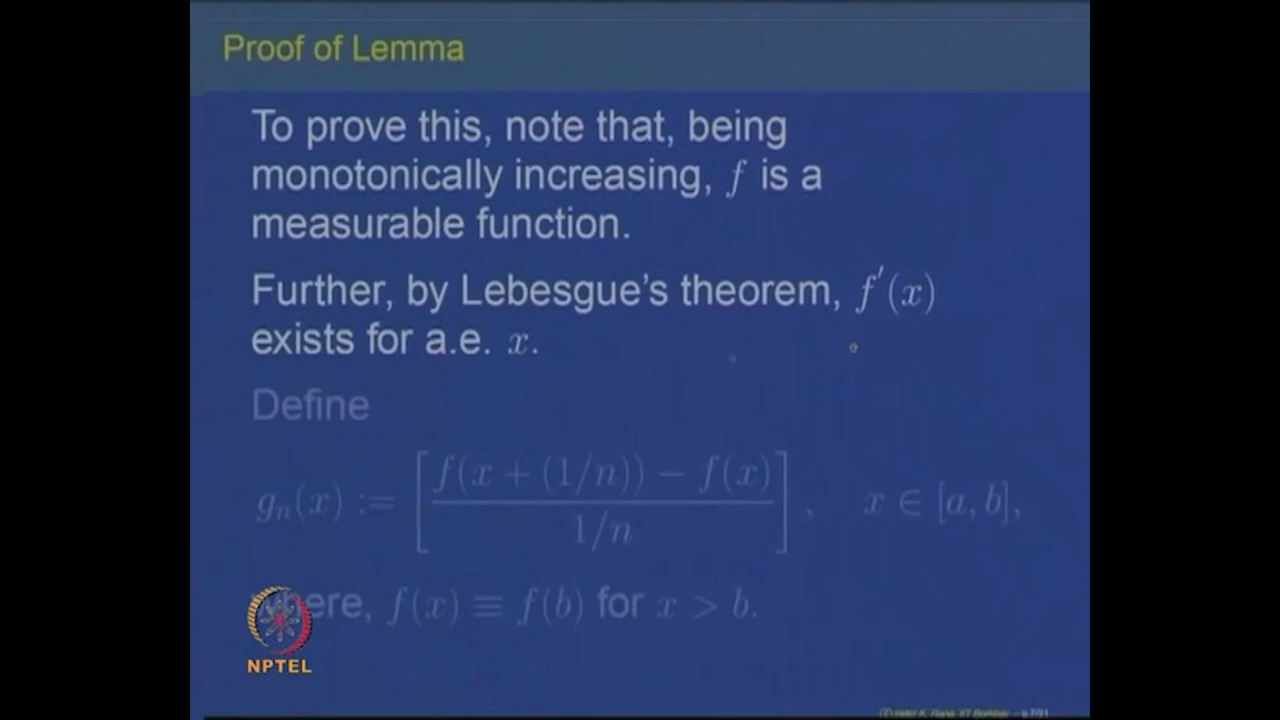 Proof of Lemma
To prove this, note that, being
monotonically increasing, f is a
measurable function.
Further, by Lebesgue's theorem, f′(x)
exists for a.e. x.
Define
gₙ(x) := [ (f(x + (1/n)) − f(x)) / (1/n) ], x ∈ [a, b],
f(x) ≡ f(b) for x > b.
NPTEL